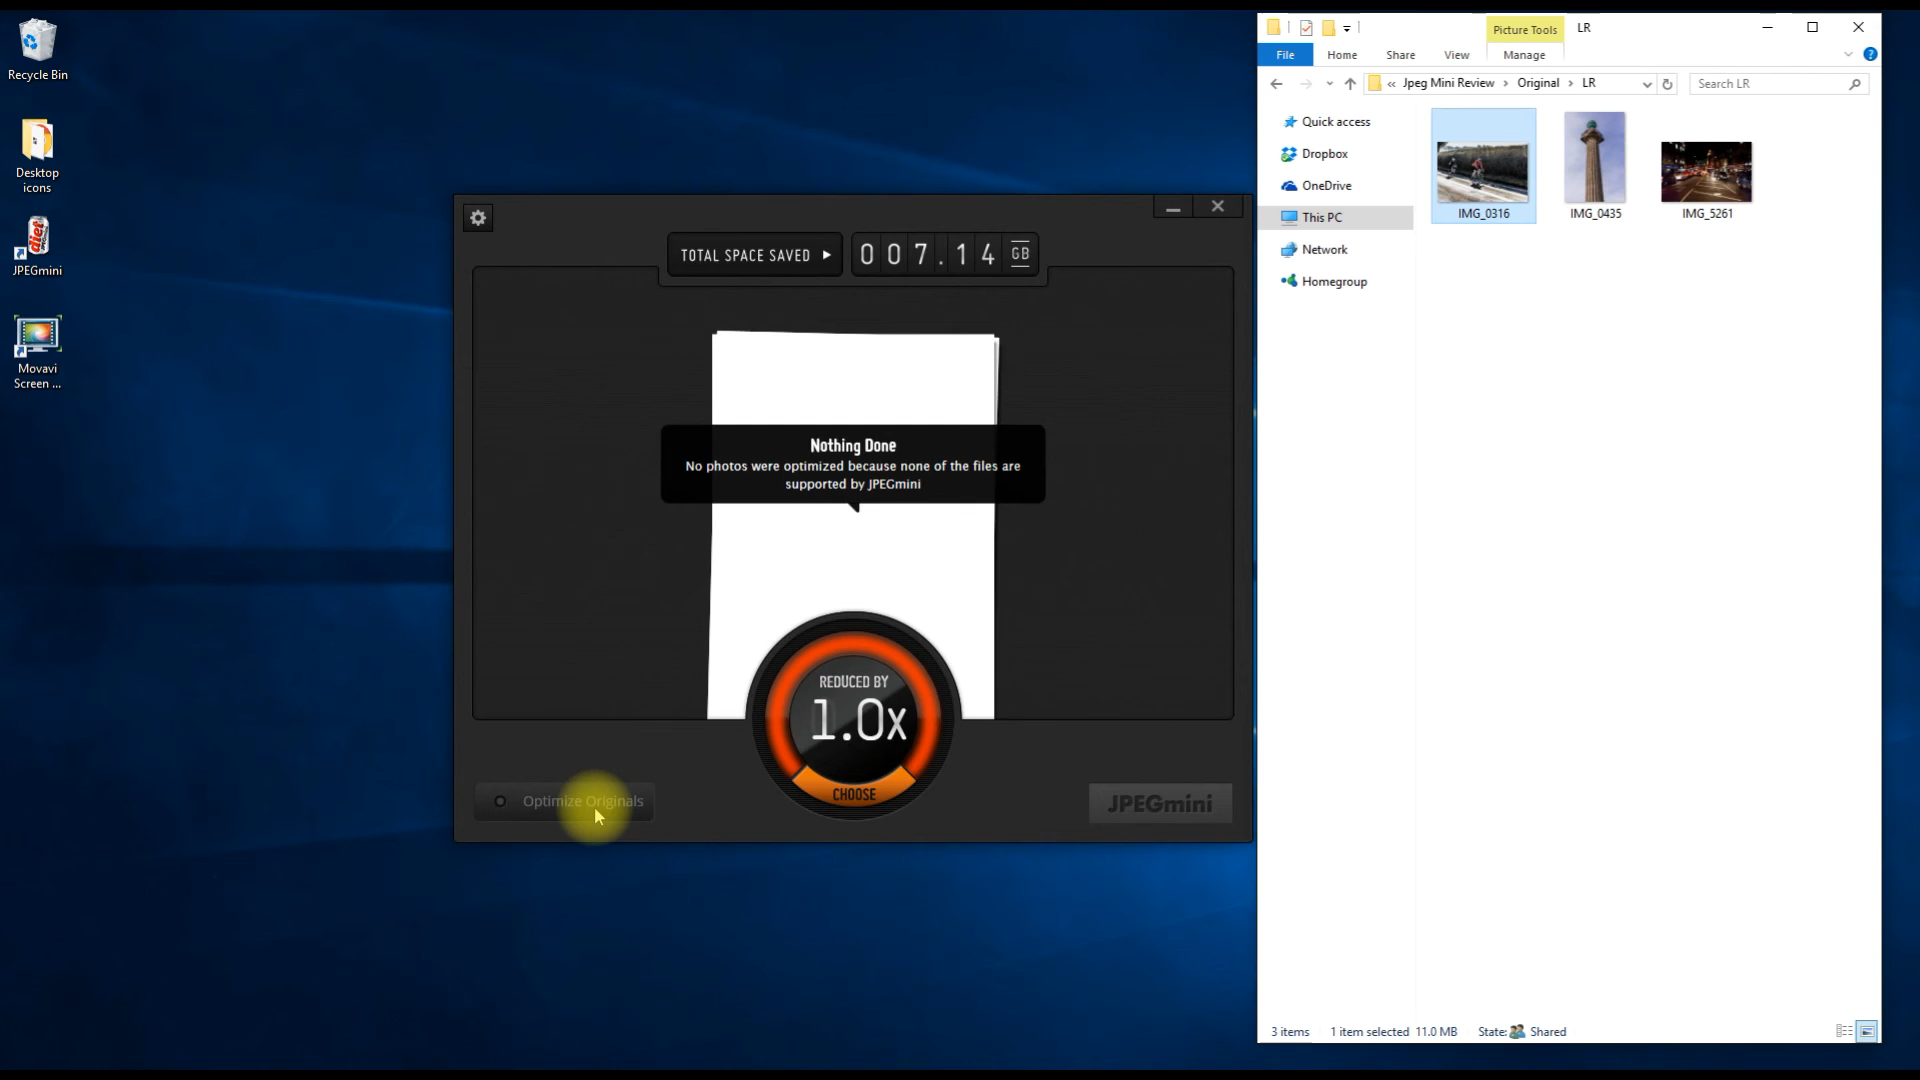 Recycle Bin
Desktop
icons
diet
JPEGmini
Movavi
Screen ...
TOTAL SPACE SAVED
007.14 GB
Nothing Done
No photos were optimized because none of the files are
supported by JPEGmini
REDUCED BY
1.0x
CHOOSE
Optimize Originals
JPEGmini
Picture Tools
LR
File
Home
Share
View
Manage
« Jpeg Mini Review › Original › LR
Search LR
Quick access
Dropbox
OneDrive
This PC
Network
Homegroup
IMG_0316
IMG_0435
IMG_5261
3 items
1 item selected 11.0 MB
State: Shared